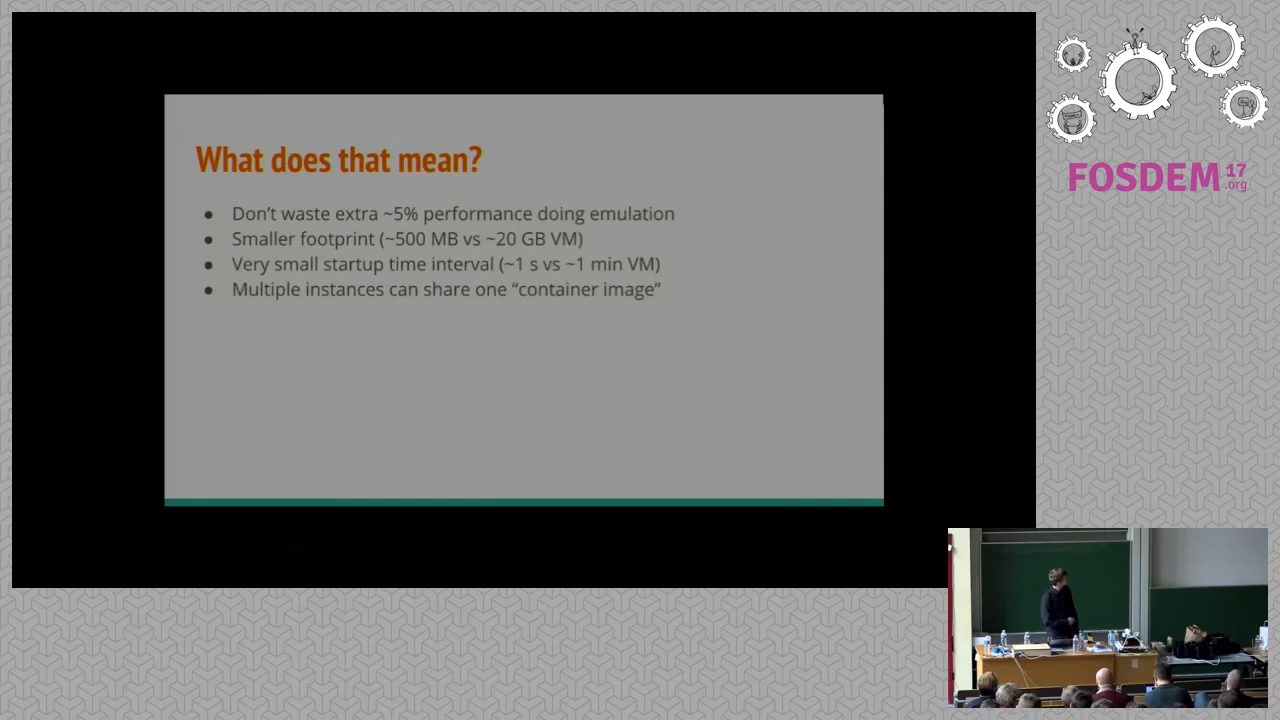 What does that mean?
● Don’t waste extra ~5% performance doing emulation
● Smaller footprint (~500 MB vs ~20 GB VM)
● Very small startup time interval (~1 s vs ~1 min VM)
● Multiple instances can share one “container image”
FOSDEM 17
.org